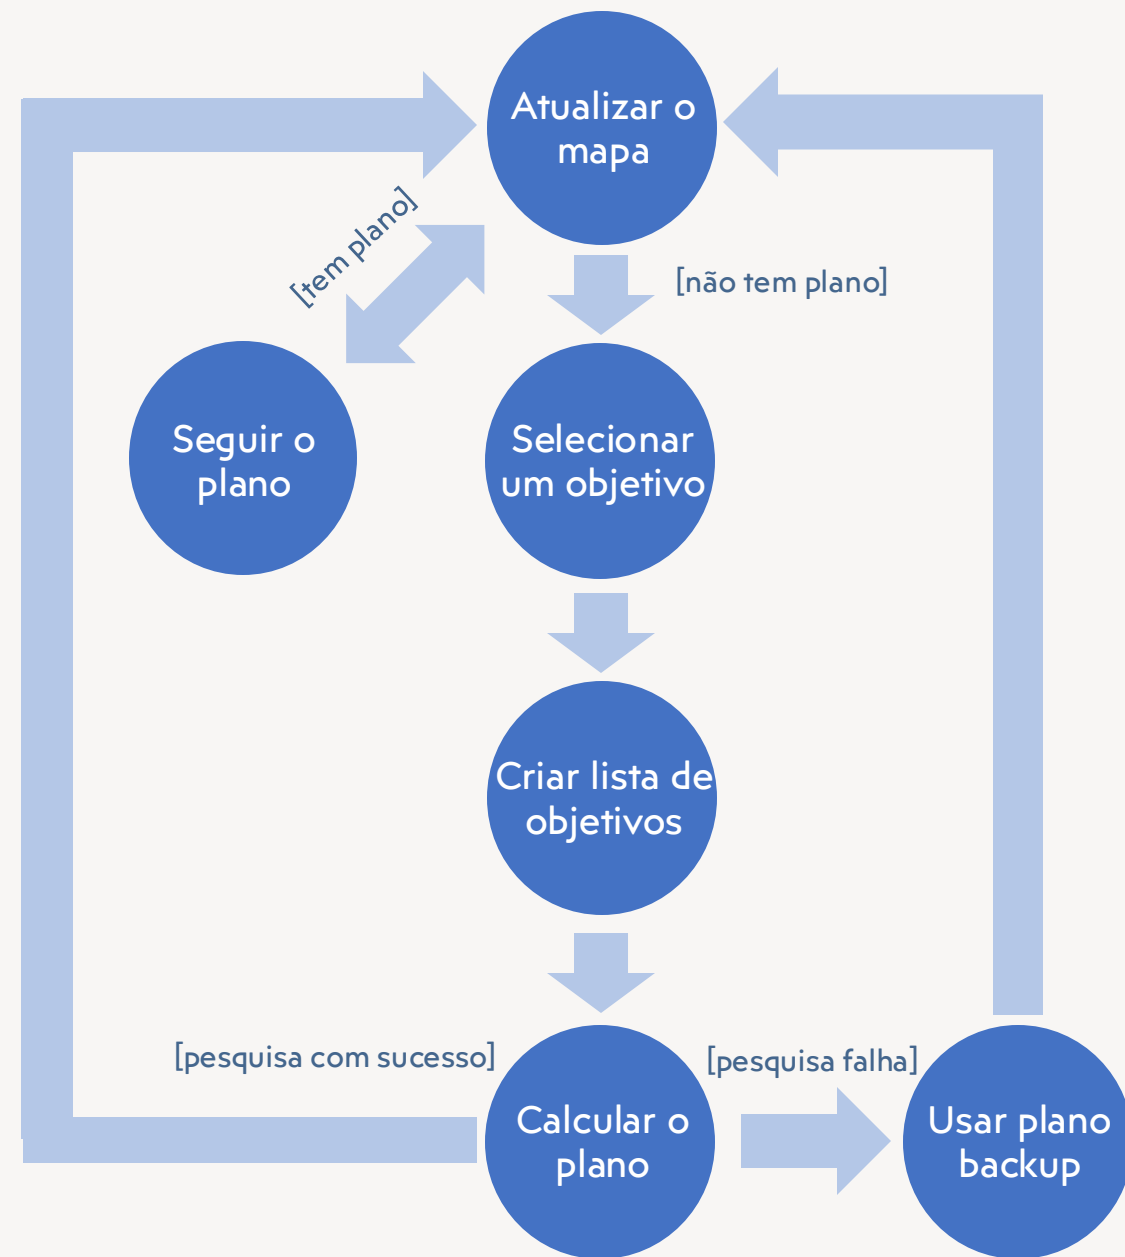 Atualizar o
mapa
[tem plano]
[não tem plano]
Seguir o
plano
Selecionar
um objetivo
Criar lista de
objetivos
[pesquisa com sucesso]
[pesquisa falha]
Calcular o
plano
Usar plano
backup